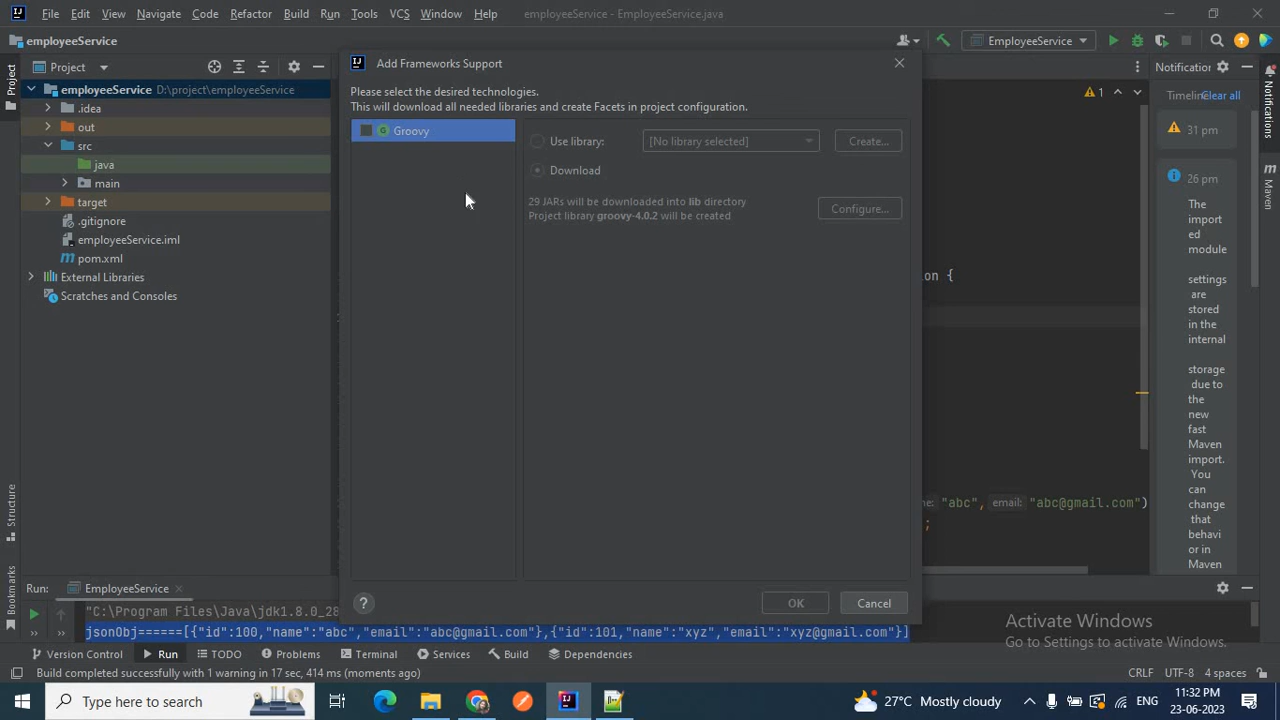 File Edit View Navigate Code Refactor Build Run Tools VCS Window Help employeeService - EmployeeService.java
employeeService EmployeeService
Project
Project
employeeService D:\project\employeeService
.idea
out
src
java
main
target
.gitignore
employeeService.iml
pom.xml
External Libraries
Scratches and Consoles
Structure
Bookmarks
Add Frameworks Support
Please select the desired technologies.
This will download all needed libraries and create Facets in project configuration.
Groovy
Use library: [No library selected] Create...
Download
29 JARs will be downloaded into lib directory
Project library groovy-4.0.2 will be created
Configure...
? OK Cancel
1
on {
"abc", email: "abc@gmail.com")
;
Notification
Timeline Clear all
31 pm
26 pm
The
import
ed
module
settings
are
stored
in the
internal
storage
due to
the
new
fast
Maven
import.
You
can
change
that
behavi
or in
Maven
Notifications
Maven
Run: EmployeeService
"C:\Program Files\Java\jdk1.8.0_28
jsonObj======[{"id":100,"name":"abc","email":"abc@gmail.com"},{"id":101,"name":"xyz","email":"xyz@gmail.com"}]
Activate Windows
Go to Settings to activate Windows.
Version Control Run TODO Problems Terminal Services Build Dependencies
Build completed successfully with 1 warning in 17 sec, 414 ms (moments ago) CRLF UTF-8 4 spaces
Type here to search 27°C Mostly cloudy ENG 11:32 PM
23-06-2023